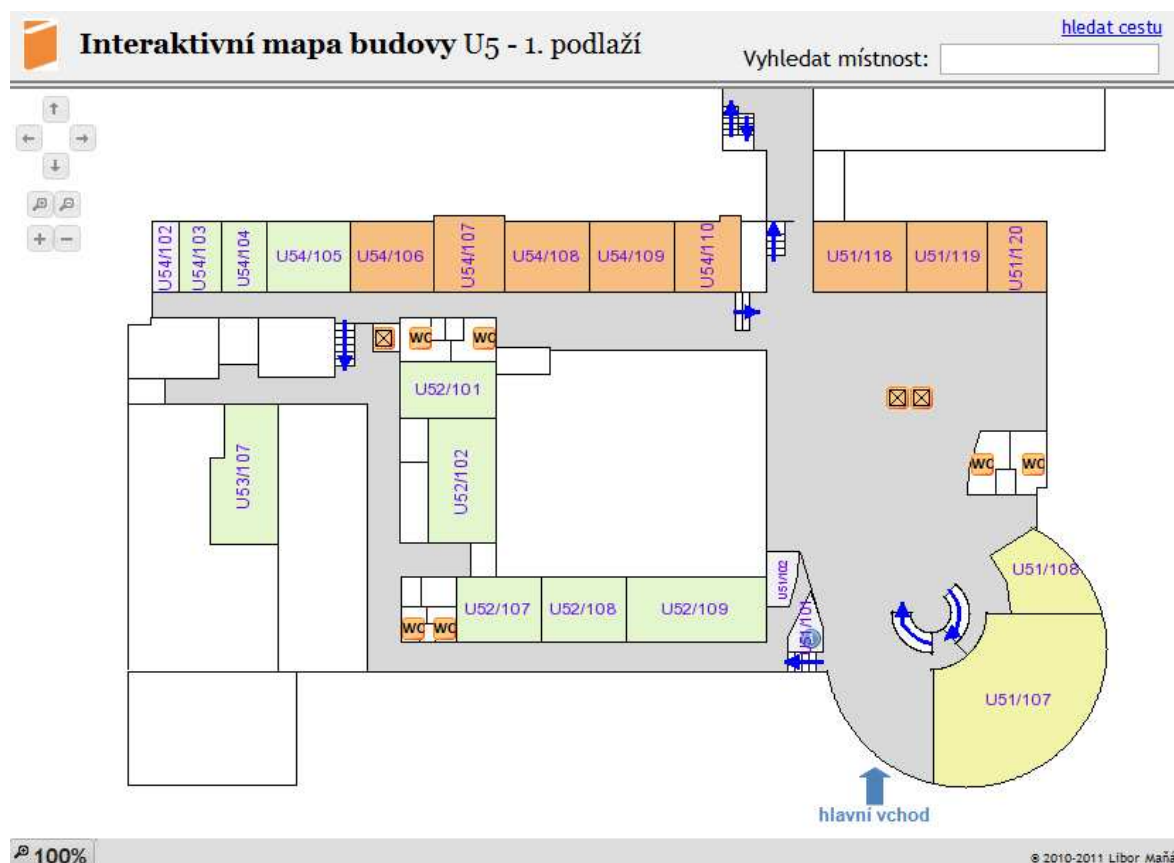 Interaktivní mapa budovy U5 - 1. podlaží
hledat cestu
Vyhledat místnost:
U54/102
U54/103
U54/104
U54/105
U54/106
U54/107
U54/108
U54/109
U54/110
U51/118
U51/119
U51/120
WC
WC
U52/101
U53/107
U52/102
WC
WC
U51/102
U51/108
U52/107
U52/108
U52/109
U51/101
WC
WC
U51/107
hlavní vchod
100%
© 2010-2011 Libor